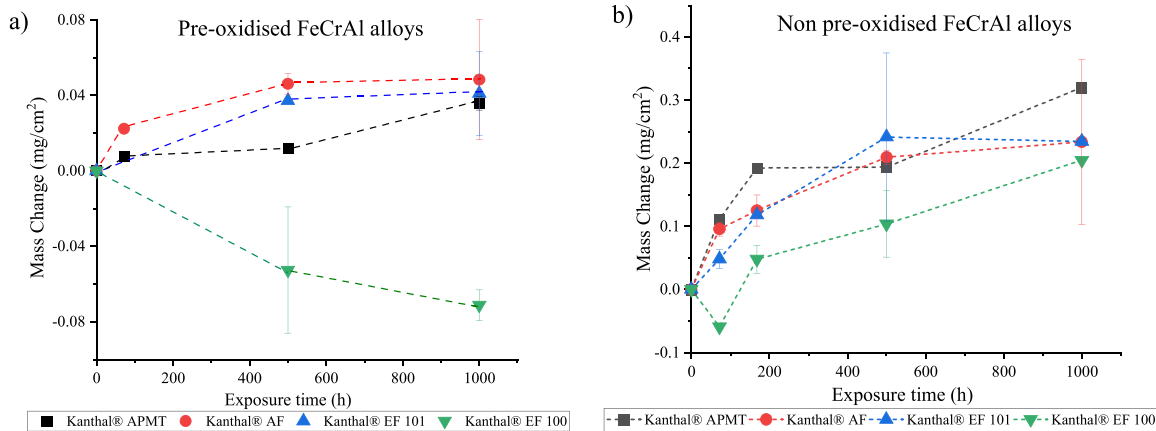 a)
Pre-oxidised FeCrAl alloys
0.08
0.04
0.00
-0.04
-0.08
Mass Change (mg/cm2)
0 200 400 600 800 1000
Exposure time (h)
Kanthal® APMT Kanthal® AF Kanthal® EF 101 Kanthal® EF 100
b)
Non pre-oxidised FeCrAl alloys
0.4
0.3
0.2
0.1
0.0
-0.1
Mass Change (mg/cm2)
0 200 400 600 800 1000
Exposure time (h)
Kanthal® APMT Kanthal® AF Kanthal® EF 101 Kanthal® EF 100